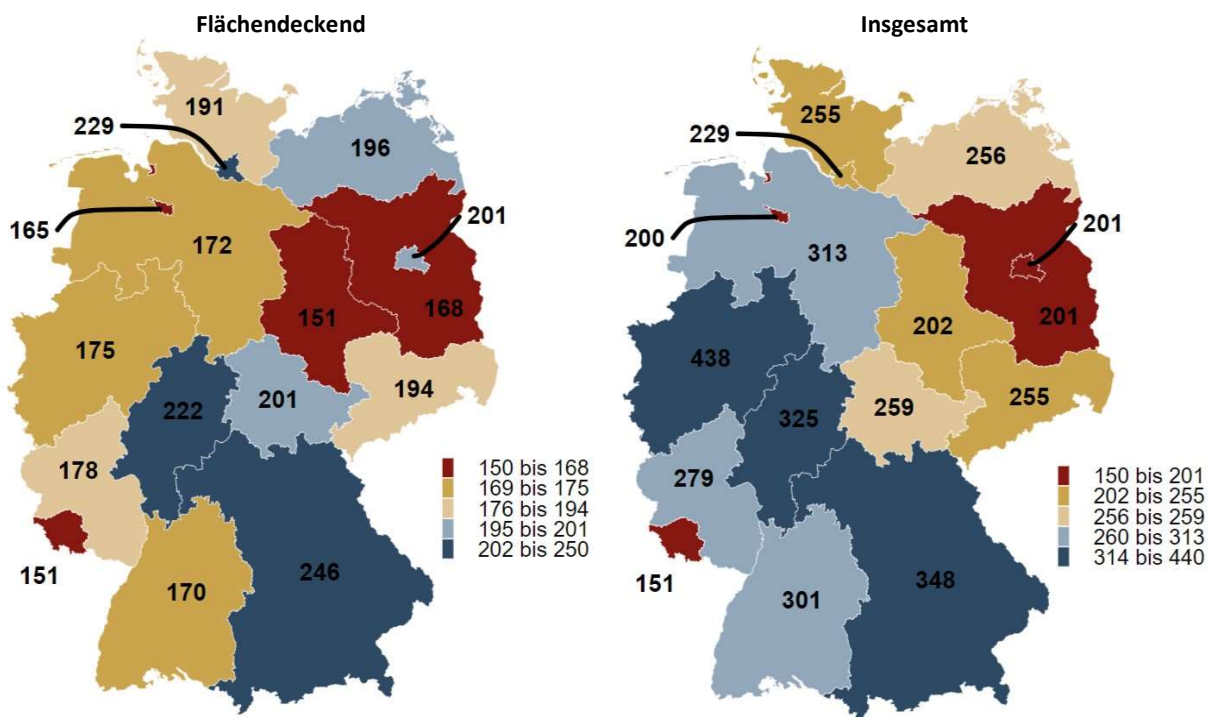 Flächendeckend
191
229
196
201
165
172
151
168
175
222
201
194
178
151
246
170
150 bis 168
169 bis 175
176 bis 194
195 bis 201
202 bis 250
Insgesamt
255
229
256
201
200
313
202
201
438
325
259
255
279
151
348
301
150 bis 201
202 bis 255
256 bis 259
260 bis 313
314 bis 440